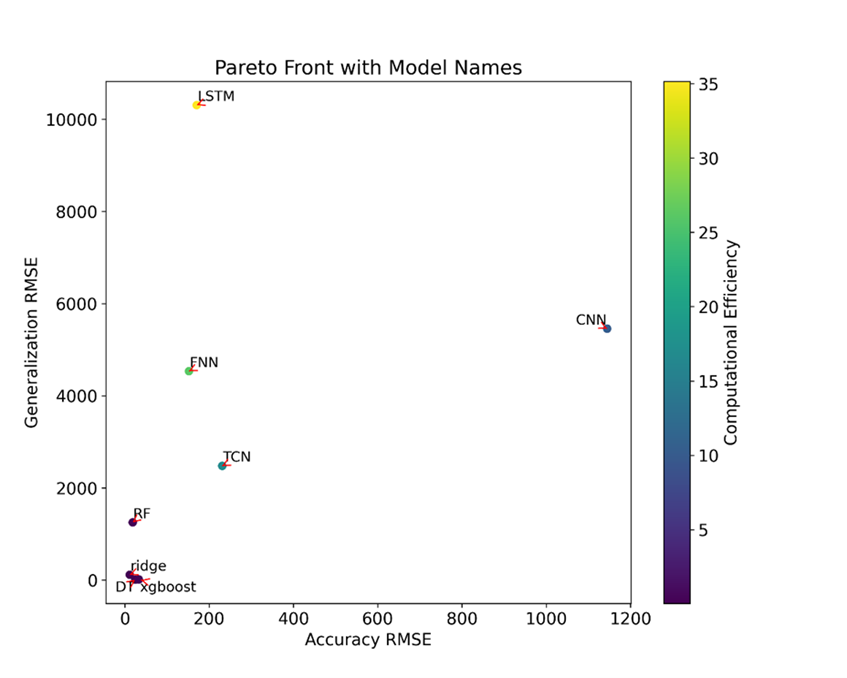 Pareto Front with Model Names
LSTM
CNN
FNN
TCN
RF
ridge
DT xgboost
10000
8000
6000
4000
2000
0
Generalization RMSE
0 200 400 600 800 1000 1200
Accuracy RMSE
35
30
25
20
15
10
5
Computational Efficiency